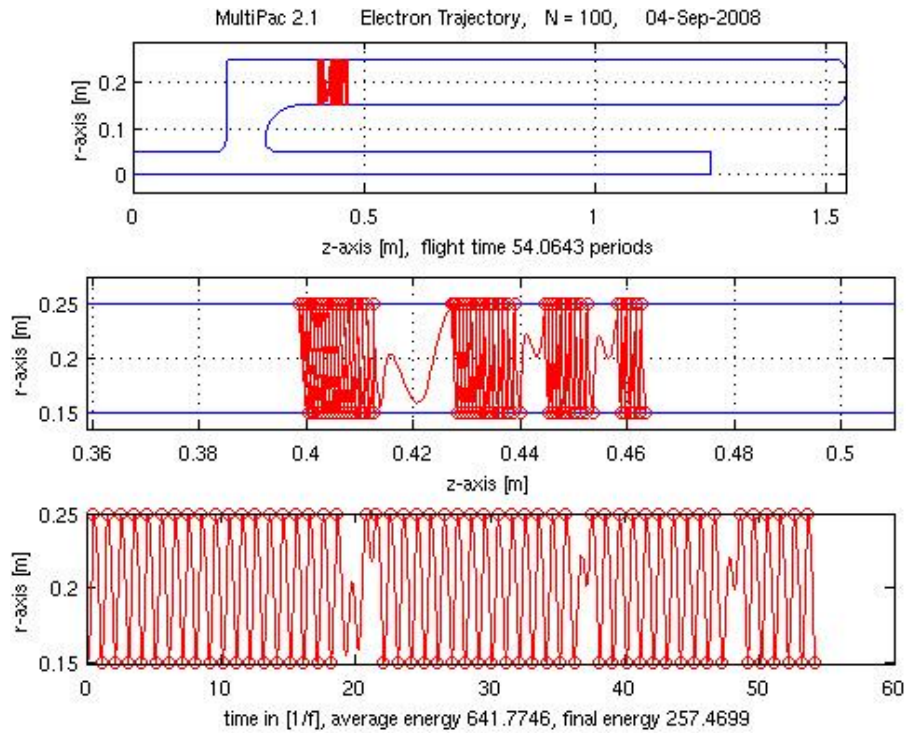 MultiPac 2.1 Electron Trajectory, N = 100, 04-Sep-2008
r-axis [m]
0.2
0.1
0
0 0.5 1 1.5
z-axis [m], flight time 54.0643 periods
r-axis [m]
0.25
0.2
0.15
0.36 0.38 0.4 0.42 0.44 0.46 0.48 0.5
z-axis [m]
r-axis [m]
0.25
0.2
0.15
0 10 20 30 40 50 60
time in [1/f], average energy 641.7746, final energy 257.4699